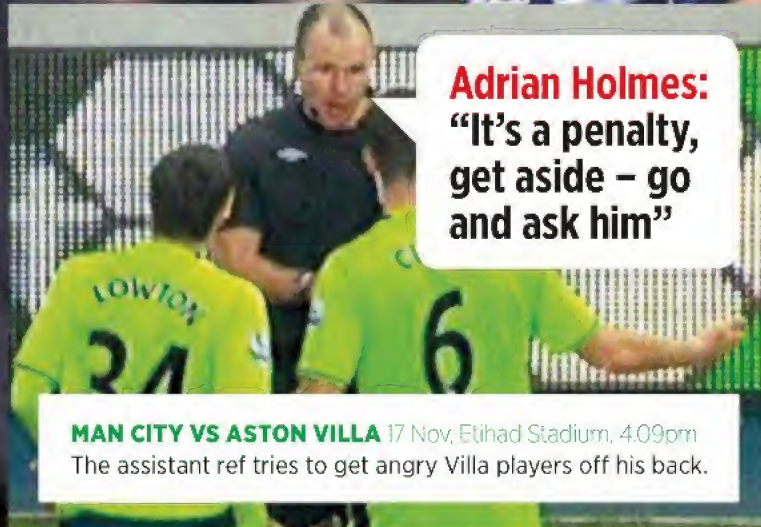 Adrian Holmes:
“It’s a penalty,
get aside – go
and ask him”
LOWTON
34
6
MAN CITY VS ASTON VILLA 17 Nov, Etihad Stadium, 4.09pm
The assistant ref tries to get angry Villa players off his back.